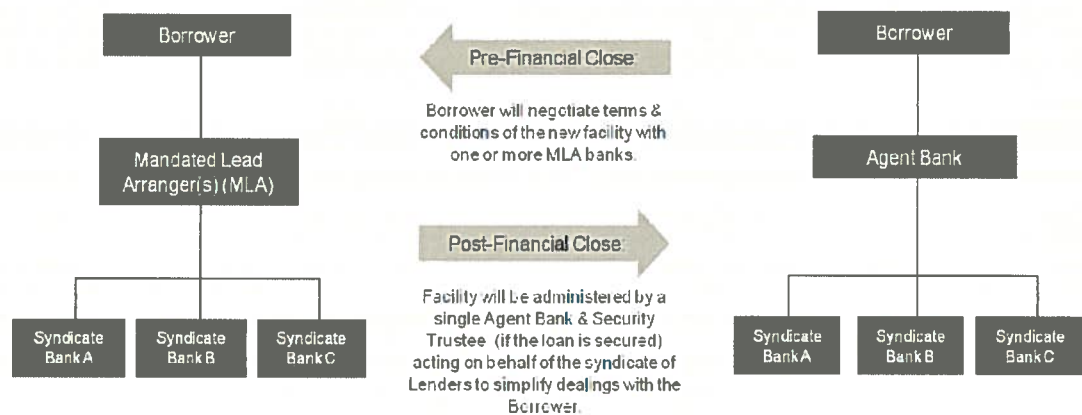 Borrower
Mandated Lead
Arranger(s) (MLA)
Syndicate
Bank A
Syndicate
Bank B
Syndicate
Bank C
Pre-Financial Close
Borrower will negotiate terms &
conditions of the new facility with
one or more MLA banks.
Post-Financial Close
Facility will be administered by a
single Agent Bank & Security
Trustee (if the loan is secured)
acting on behalf of the syndicate of
Lenders to simplify dealings with the
Borrower.
Borrower
Agent Bank
Syndicate
Bank A
Syndicate
Bank B
Syndicate
Bank C